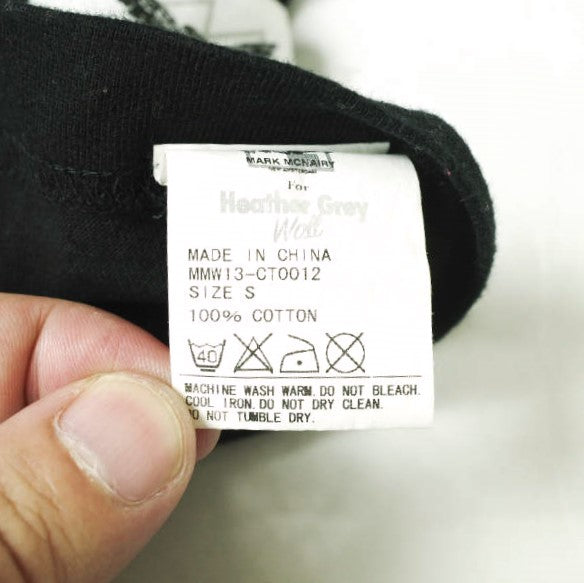 MARK MCNAIRY
NEW AMSTERDAM
For
Heather Grey
Wall
MADE IN CHINA
MMW13-CT0012
SIZE S
100% COTTON
40
MACHINE WASH WARM. DO NOT BLEACH.
COOL IRON. DO NOT DRY CLEAN.
DO NOT TUMBLE DRY.